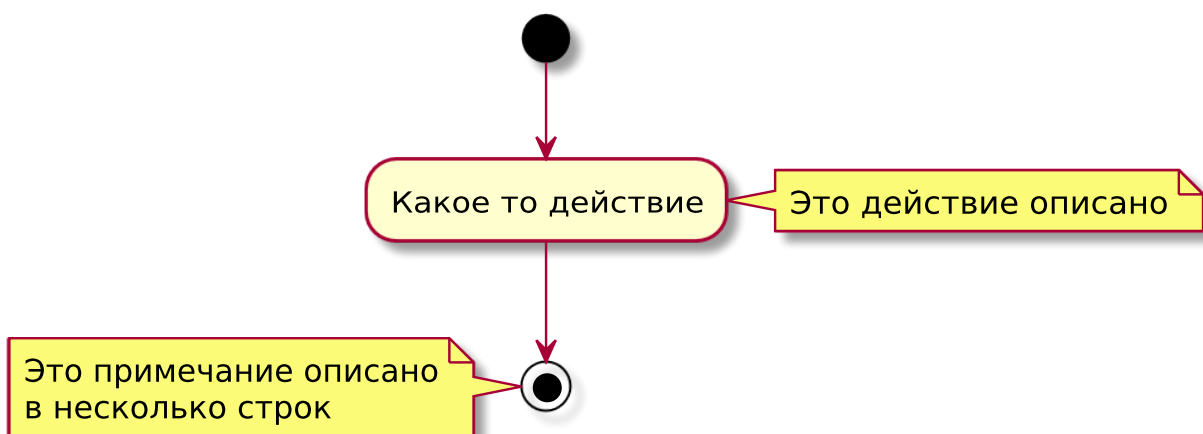 Какое то действие
Это действие описано
Это примечание описано
в несколько строк